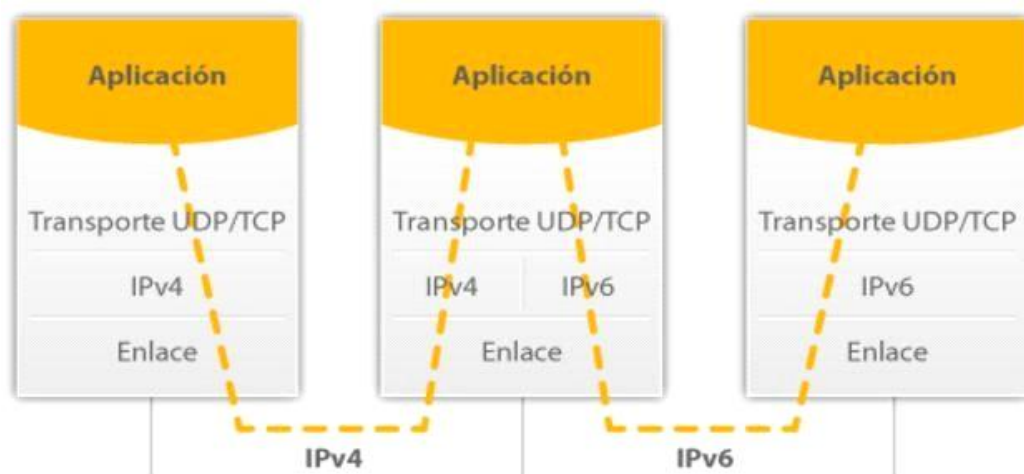 Aplicación Aplicación Aplicación
Transporte UDP/TCP Transporte UDP/TCP Transporte UDP/TCP
IPv4 IPv4 IPv6 IPv6
Enlace Enlace Enlace
IPv4 IPv6